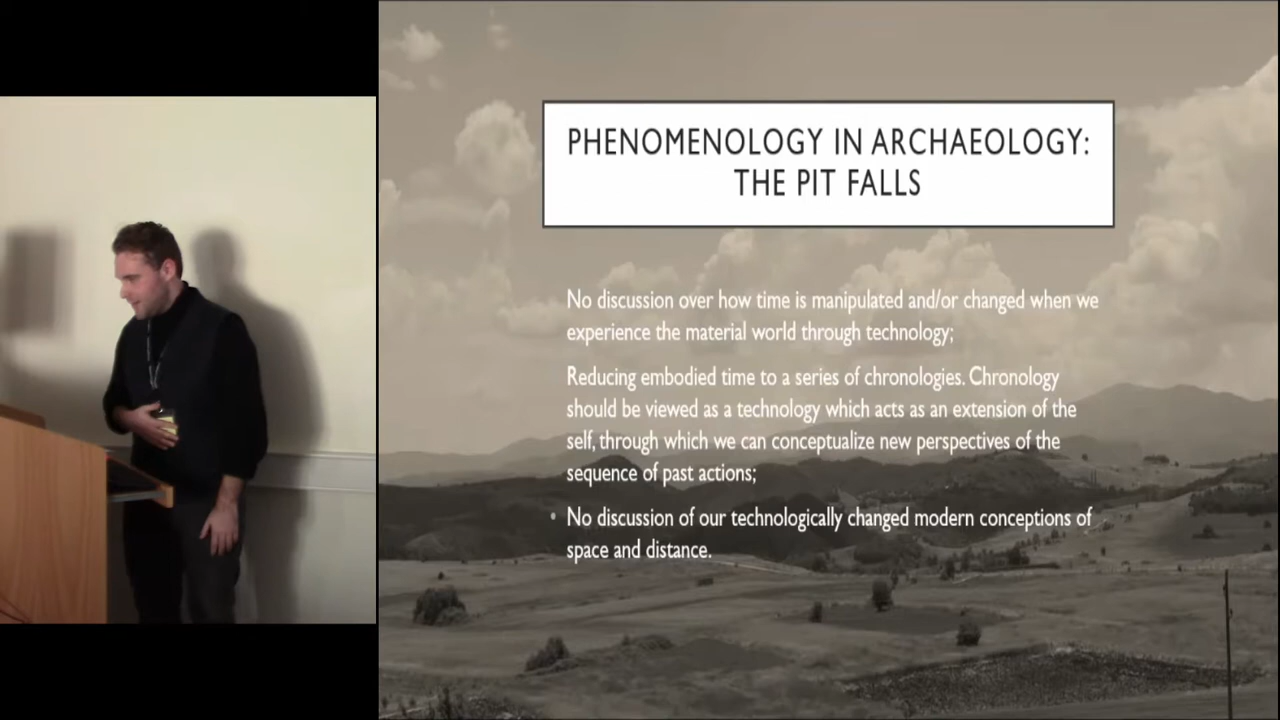 PHENOMENOLOGY IN ARCHAEOLOGY:
THE PIT FALLS
No discussion over how time is manipulated and/or changed when we
experience the material world through technology;
Reducing embodied time to a series of chronologies. Chronology
should be viewed as a technology which acts as an extension of the
self, through which we can conceptualize new perspectives of the
sequence of past actions;
• No discussion of our technologically changed modern conceptions of
space and distance.